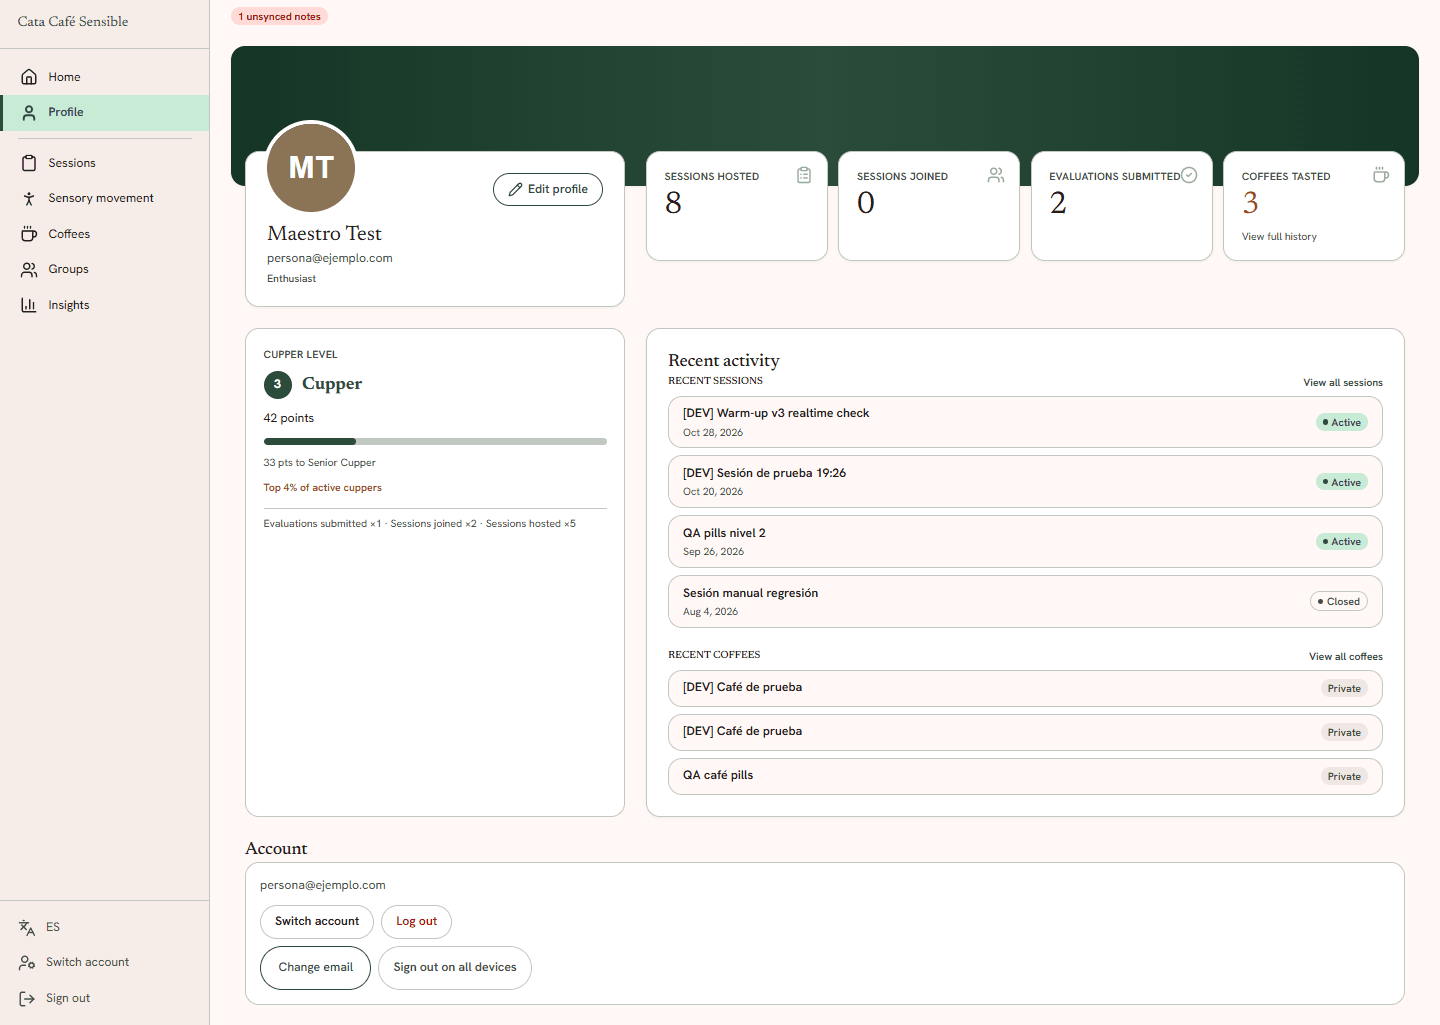 Cata Café Sensible
Home
Profile
Sessions
Sensory movement
Coffees
Groups
Insights
ES
Switch account
Sign out
1 unsynced notes
MT
Edit profile
Maestro Test
persona@ejemplo.com
Enthusiast
SESSIONS HOSTED
8
SESSIONS JOINED
0
EVALUATIONS SUBMITTED
2
COFFEES TASTED
3
View full history
CUPPER LEVEL
3 Cupper
42 points
33 pts to Senior Cupper
Top 4% of active cuppers
Evaluations submitted ×1 · Sessions joined ×2 · Sessions hosted ×5
Recent activity
RECENT SESSIONS
View all sessions
[DEV] Warm-up v3 realtime check
Oct 28, 2026
Active
[DEV] Sesión de prueba 19:26
Oct 20, 2026
Active
QA pills nivel 2
Sep 26, 2026
Active
Sesión manual regresión
Aug 4, 2026
Closed
RECENT COFFEES
View all coffees
[DEV] Café de prueba
Private
[DEV] Café de prueba
Private
QA café pills
Private
Account
persona@ejemplo.com
Switch account
Log out
Change email
Sign out on all devices